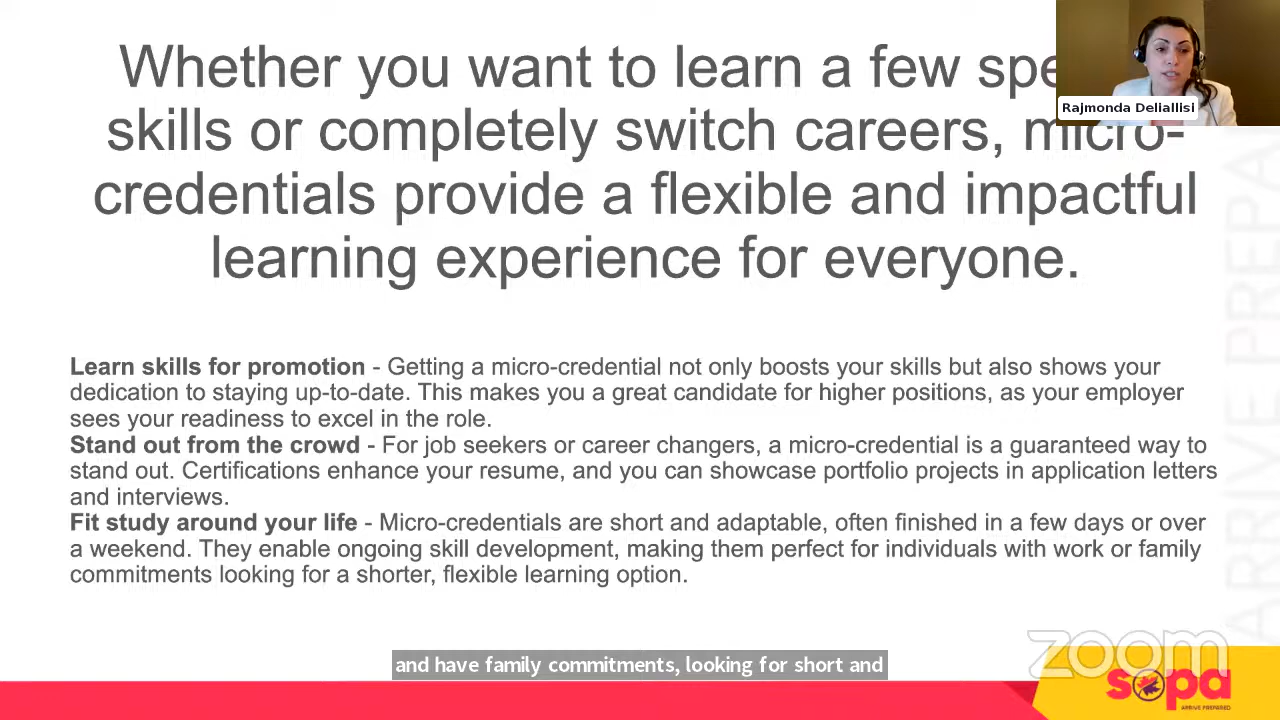 Whether you want to learn a few spe
skills or completely switch careers, micro-
credentials provide a flexible and impactful
learning experience for everyone.
Rajmonda Deliallisi
Learn skills for promotion - Getting a micro-credential not only boosts your skills but also shows your
dedication to staying up-to-date. This makes you a great candidate for higher positions, as your employer
sees your readiness to excel in the role.
Stand out from the crowd - For job seekers or career changers, a micro-credential is a guaranteed way to
stand out. Certifications enhance your resume, and you can showcase portfolio projects in application letters
and interviews.
Fit study around your life - Micro-credentials are short and adaptable, often finished in a few days or over
a weekend. They enable ongoing skill development, making them perfect for individuals with work or family
commitments looking for a shorter, flexible learning option.
ARRIVE PREPA
and have family commitments, looking for short and
zoom
sopa
ARRIVE PREPARED